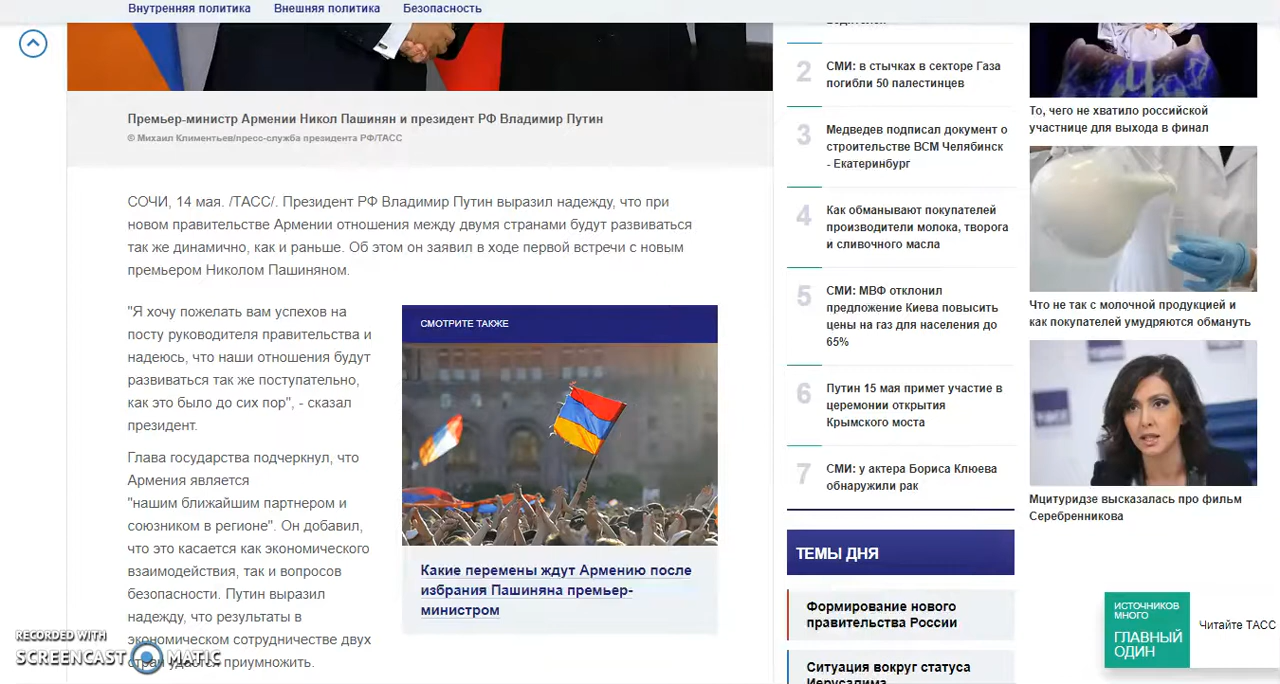 Внутренняя политика
Внешняя политика
Безопасность
Премьер-министр Армении Никол Пашинян и президент РФ Владимир Путин
© Михаил Климентьев/пресс-служба президента РФ/ТАСС
СОЧИ, 14 мая. /ТАСС/. Президент РФ Владимир Путин выразил надежду, что при
новом правительстве Армении отношения между двумя странами будут развиваться
так же динамично, как и раньше. Об этом он заявил в ходе первой встречи с новым
премьером Николом Пашиняном.
"Я хочу пожелать вам успехов на
посту руководителя правительства и
надеюсь, что наши отношения будут
развиваться так же поступательно,
как это было до сих пор", - сказал
президент.
Глава государства подчеркнул, что
Армения является
"нашим ближайшим партнером и
союзником в регионе". Он добавил,
что это касается как экономического
взаимодействия, так и вопросов
безопасности. Путин выразил
надежду, что результаты в
экономическом сотрудничестве двух
стран удастся приумножить.
СМОТРИТЕ ТАКЖЕ
Какие перемены ждут Армению после
избрания Пашиняна премьер-
министром
2
СМИ: в стычках в секторе Газа
погибли 50 палестинцев
3
Медведев подписал документ о
строительстве ВСМ Челябинск
- Екатеринбург
4
Как обманывают покупателей
производители молока, творога
и сливочного масла
5
СМИ: МВФ отклонил
предложение Киева повысить
цены на газ для населения до
65%
6
Путин 15 мая примет участие в
церемонии открытия
Крымского моста
7
СМИ: у актера Бориса Клюева
обнаружили рак
ТЕМЫ ДНЯ
Формирование нового
правительства России
Ситуация вокруг статуса
Иерусалима
То, чего не хватило российской
участнице для выхода в финал
Что не так с молочной продукцией и
как покупателей умудряются обмануть
Мцитуридзе высказалась про фильм
Серебренникова
ИСТОЧНИКОВ
МНОГО
ГЛАВНЫЙ
ОДИН
Читайте ТАСС
RECORDED WITH
SCREENCAST MATIC